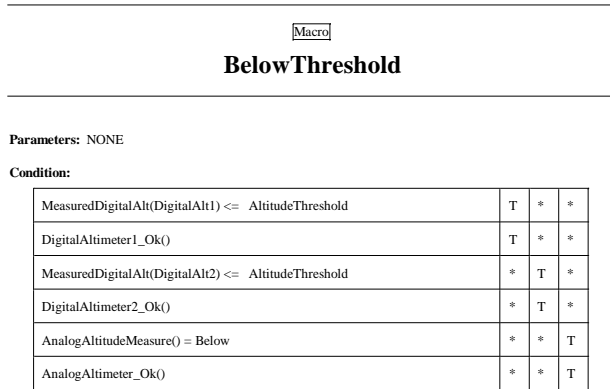 Macro
BelowThreshold
Parameters: NONE
Condition:
MeasuredDigitalAlt(DigitalAlt1) <= AltitudeThreshold T * *
DigitalAltimeter1_Ok() T * *
MeasuredDigitalAlt(DigitalAlt2) <= AltitudeThreshold * T *
DigitalAltimeter2_Ok() * T *
AnalogAltitudeMeasure() = Below * * T
AnalogAltimeter_Ok() * * T